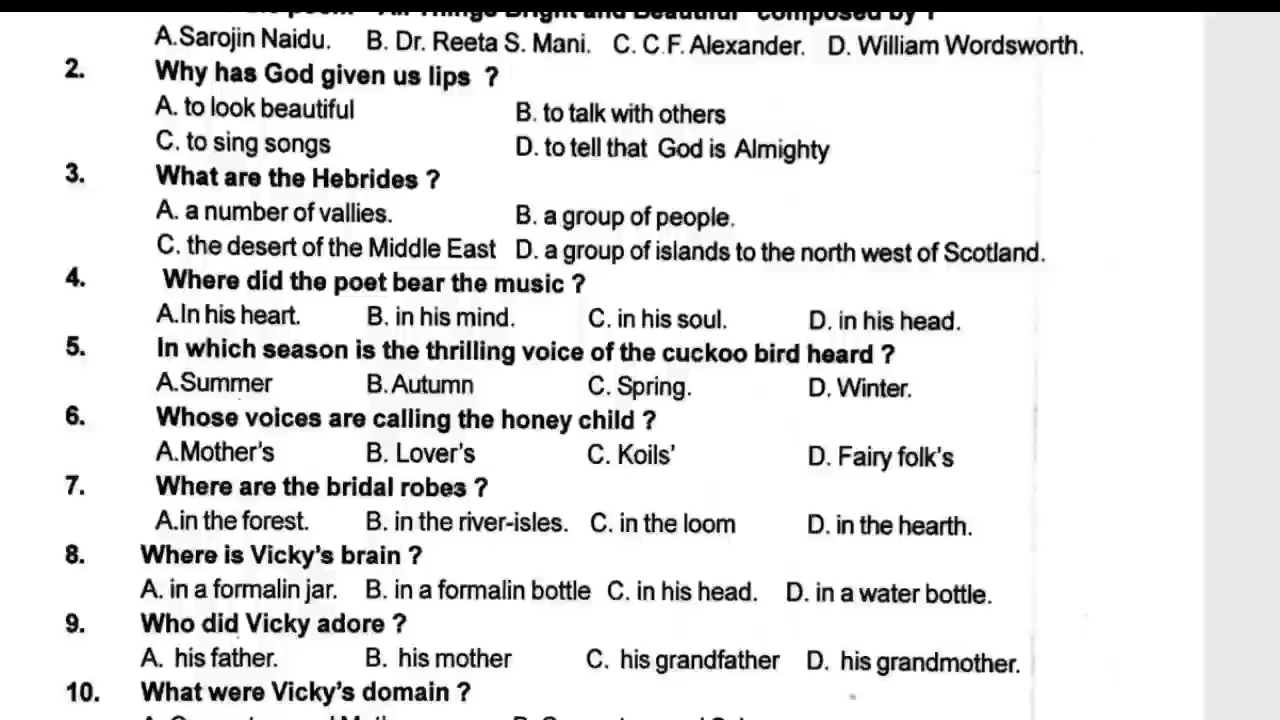 All Things Bright and Beautiful" composed by ?
A.Sarojin Naidu. B. Dr. Reeta S. Mani. C. C.F. Alexander. D. William Wordsworth.
2. Why has God given us lips ?
A. to look beautiful B. to talk with others
C. to sing songs D. to tell that God is Almighty
3. What are the Hebrides ?
A. a number of vallies. B. a group of people.
C. the desert of the Middle East D. a group of islands to the north west of Scotland.
4. Where did the poet bear the music ?
A.In his heart. B. in his mind. C. in his soul. D. in his head.
5. In which season is the thrilling voice of the cuckoo bird heard ?
A.Summer B.Autumn C. Spring. D. Winter.
6. Whose voices are calling the honey child ?
A.Mother's B. Lover's C. Koils' D. Fairy folk's
7. Where are the bridal robes ?
A.in the forest. B. in the river-isles. C. in the loom D. in the hearth.
8. Where is Vicky's brain ?
A. in a formalin jar. B. in a formalin bottle C. in his head. D. in a water bottle.
9. Who did Vicky adore ?
A. his father. B. his mother C. his grandfather D. his grandmother.
10. What were Vicky's domain ?